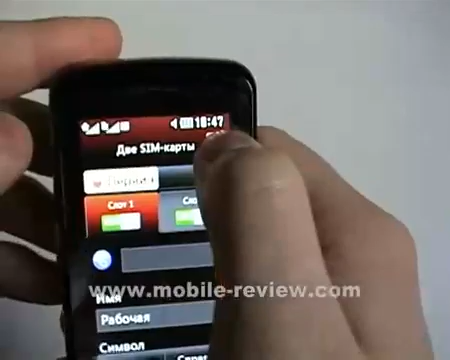 18:47
Две SIM-карты
Слот 1
www.mobile-review.com
Имя
Рабочая
Символ